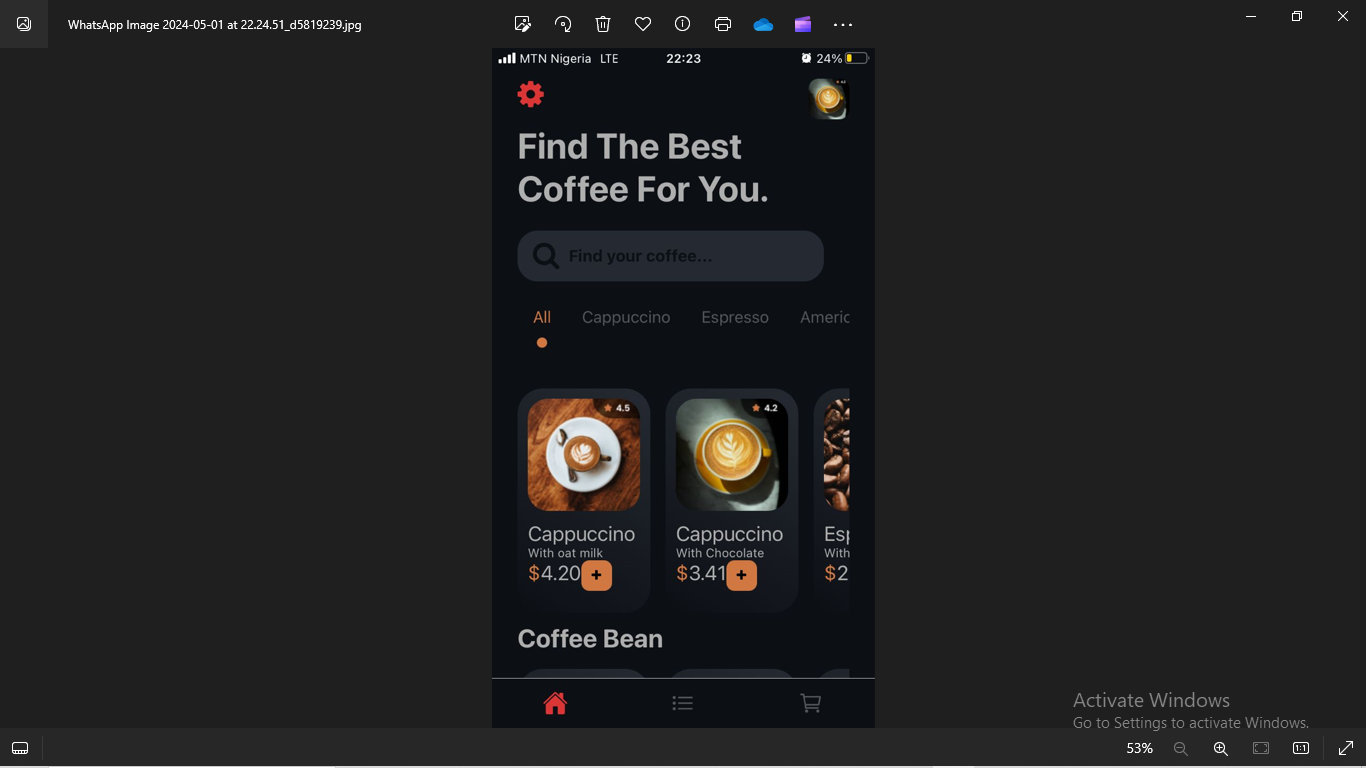 WhatsApp Image 2024-05-01 at 22.24.51_d5819239.jpg
MTN Nigeria LTE 22:23 24%
Find The Best
Coffee For You.
Find your coffee...
All Cappuccino Espresso Americ
4.5 4.2
Cappuccino Cappuccino Esp
With oat milk With Chocolate With
$4.20 + $3.41 + $2
Coffee Bean
Activate Windows
Go to Settings to activate Windows.
53% 1:1